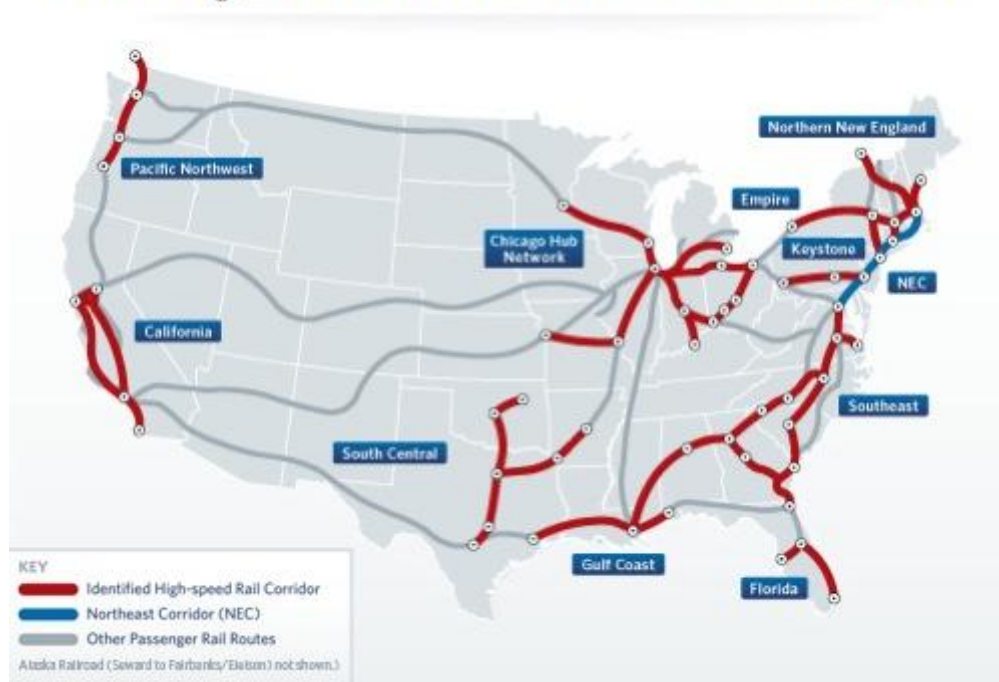 Northern New England
Pacific Northwest
Empire
Chicago Hub
Network
Keystone
NEC
California
Southeast
South Central
Gulf Coast
Florida
KEY
Identified High-speed Rail Corridor
Northeast Corridor (NEC)
Other Passenger Rail Routes
Alaska Railroad (Seward to Fairbanks/Eielson) not shown.)